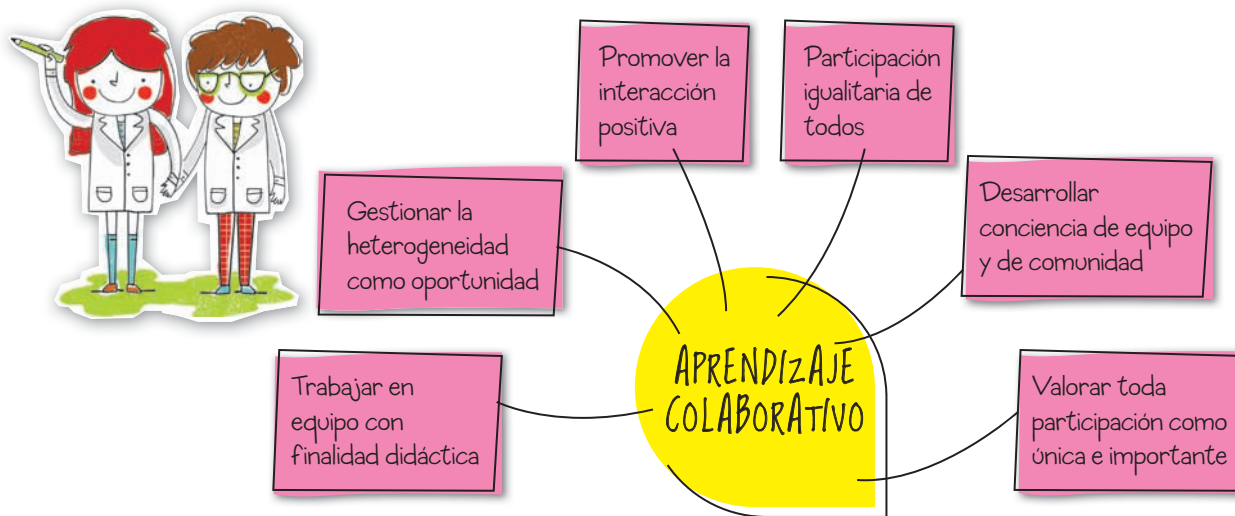 Promover la
interacción
positiva
Participación
igualitaria de
todos
Gestionar la
heterogeneidad
como oportunidad
Desarrollar
conciencia de equipo
y de comunidad
APRENDIZAJE
COLABORATIVO
Trabajar en
equipo con
finalidad didáctica
Valorar toda
participación como
única e importante